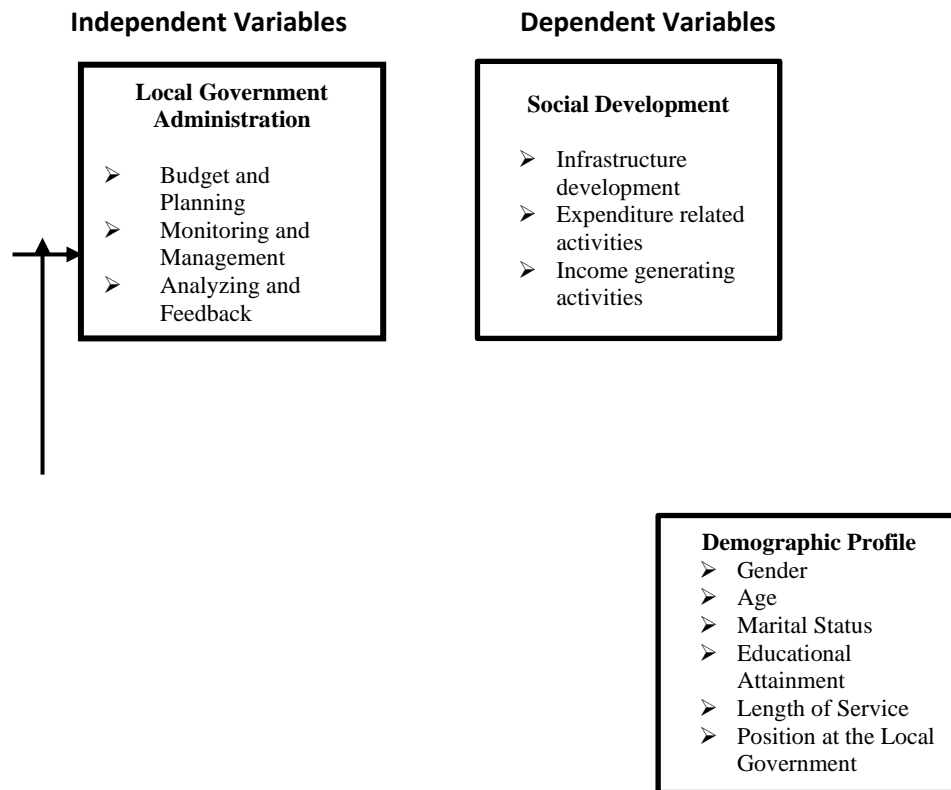 Independent Variables
Dependent Variables
Local Government
Administration
➢ Budget and
Planning
➢ Monitoring and
Management
➢ Analyzing and
Feedback
Social Development
➢ Infrastructure
development
➢ Expenditure related
activities
➢ Income generating
activities
Demographic Profile
➢ Gender
➢ Age
➢ Marital Status
➢ Educational
Attainment
➢ Length of Service
➢ Position at the Local
Government